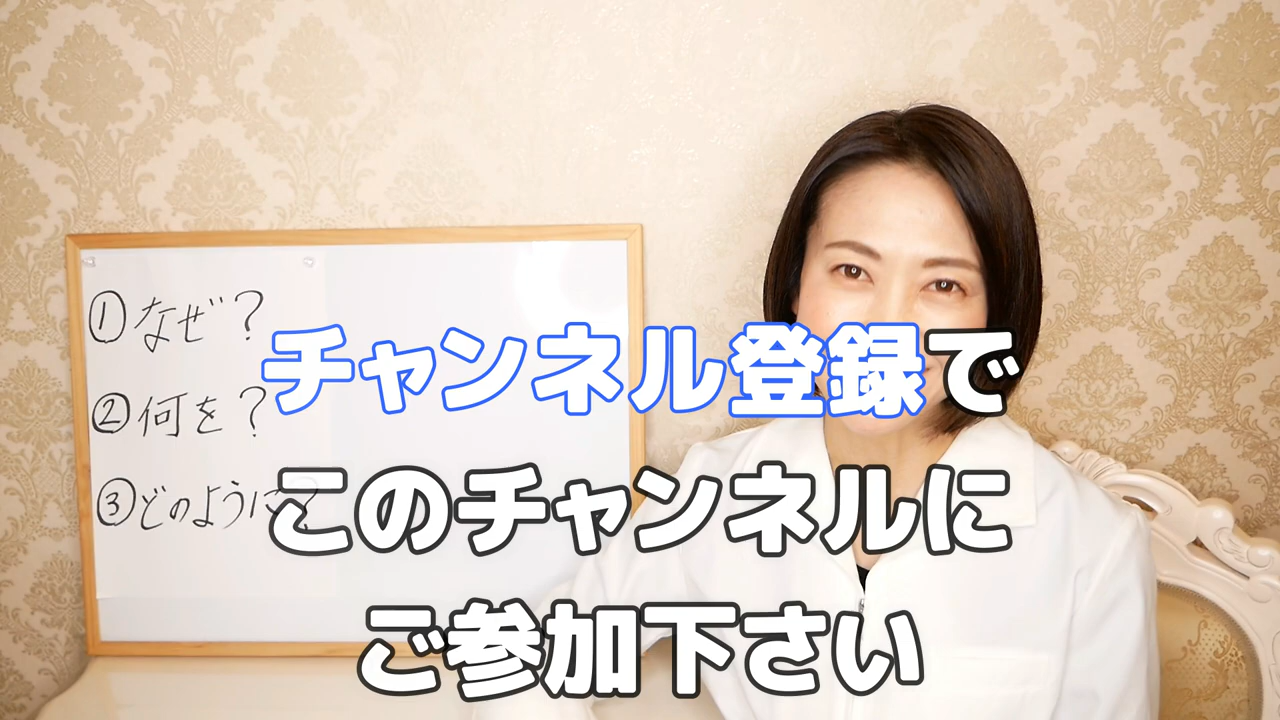 ①なぜ?
②何を?
③どのように?
チャンネル登録で
このチャンネルに
ご参加下さい